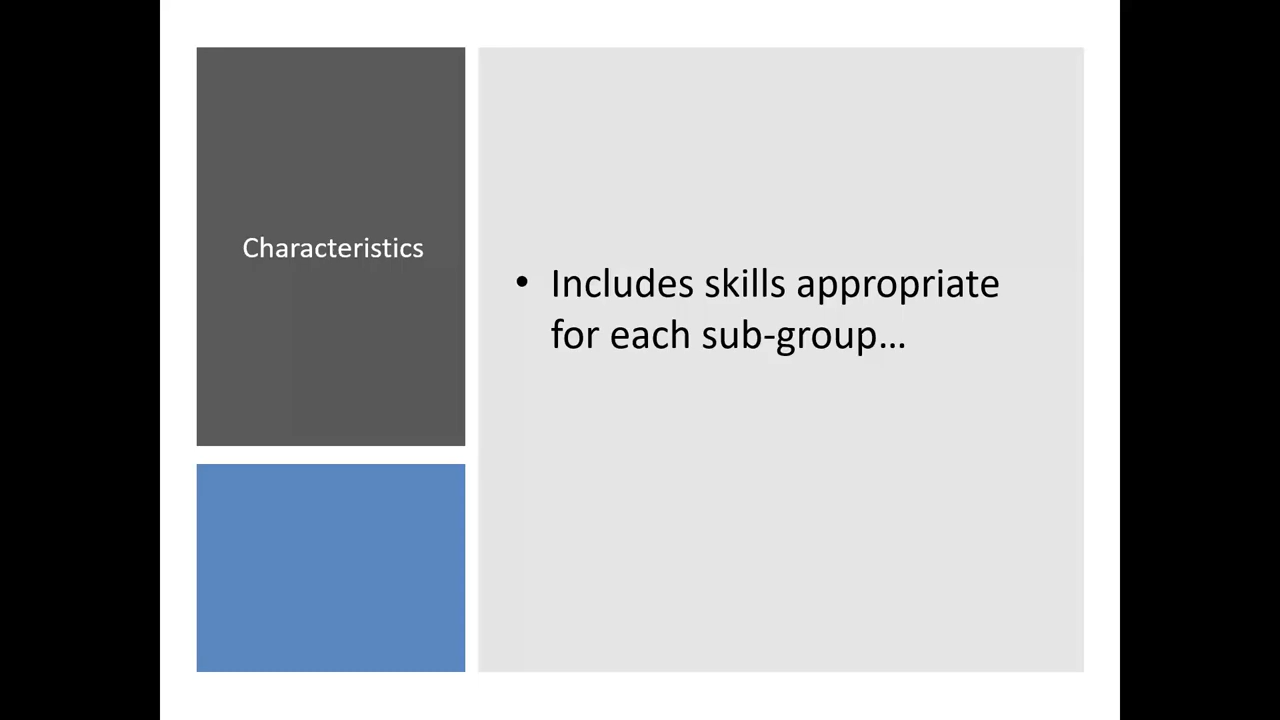 Characteristics
• Includes skills appropriate
for each sub-group...